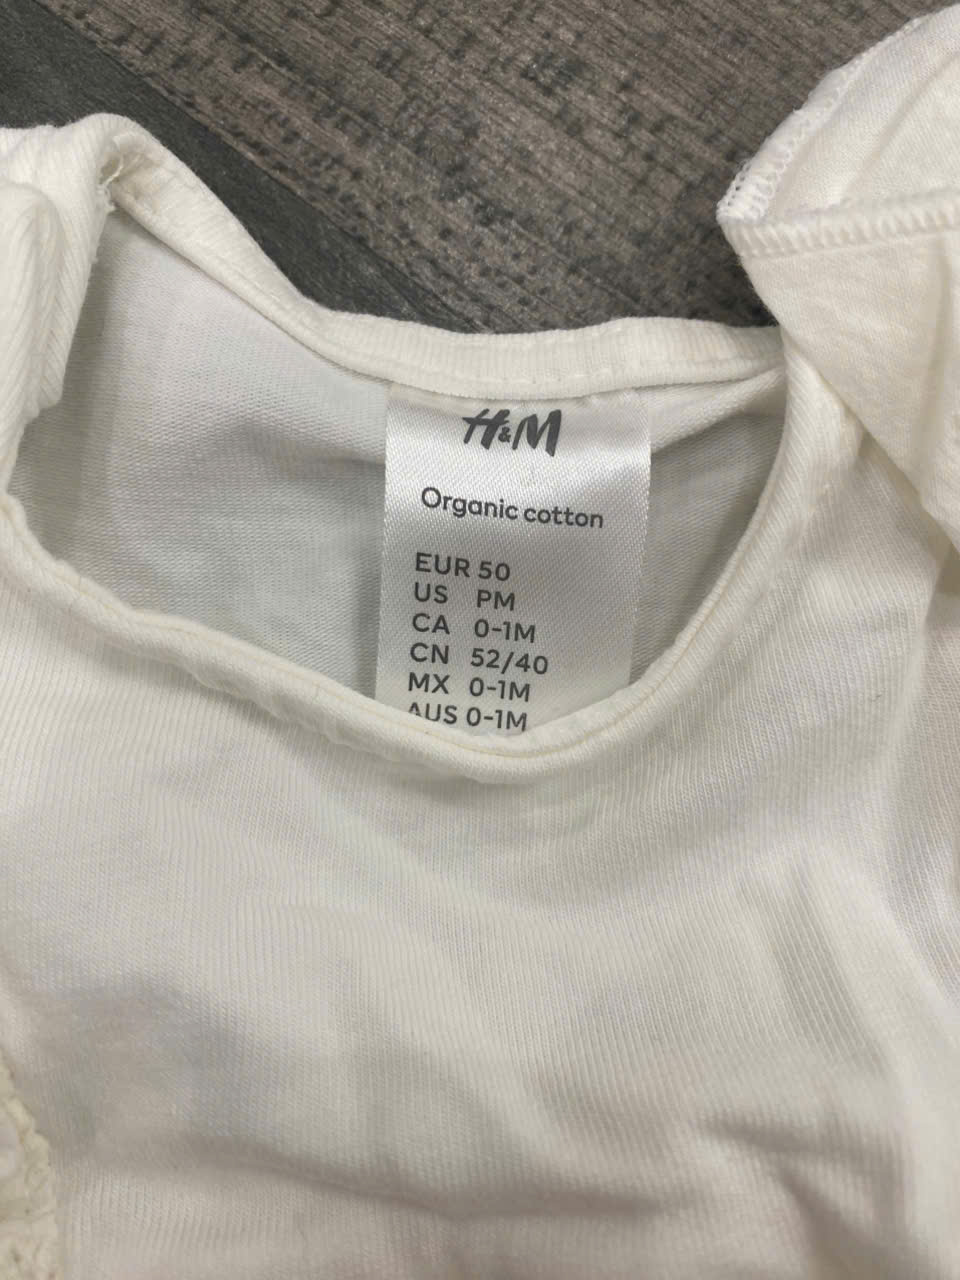 H&M
Organic cotton
EUR 50
US PM
CA 0-1M
CN 52/40
MX 0-1M
AUS 0-1M